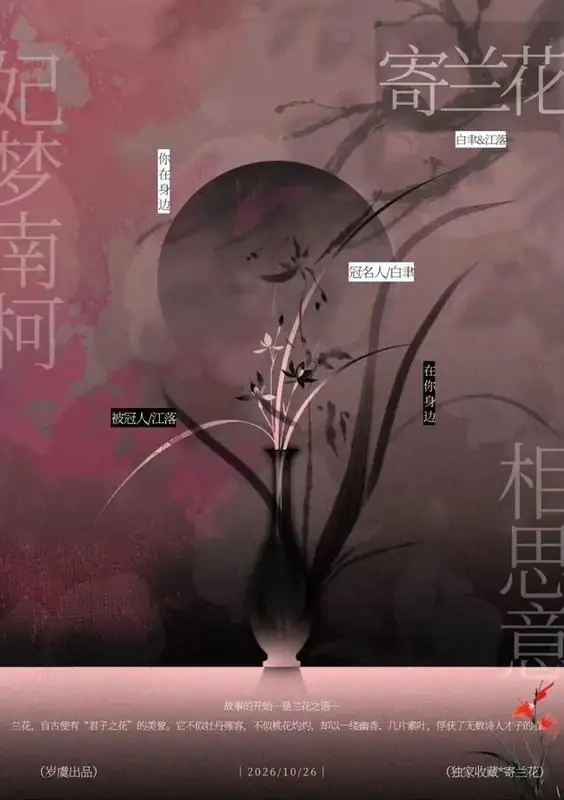 妃梦南柯
寄兰花
白聿&江落
你在身边
冠名人/白聿
在你身边
被冠人/江落
相思意
故事的开始…是兰花之语…
兰花，自古便有“君子之花”的美誉。它不似牡丹雍容，不似桃花灼灼，却以一缕幽香、几片素叶，俘获了无数诗人才子的
（岁虞出品）
| 2026/10/26 |
（独家收藏*寄兰花）